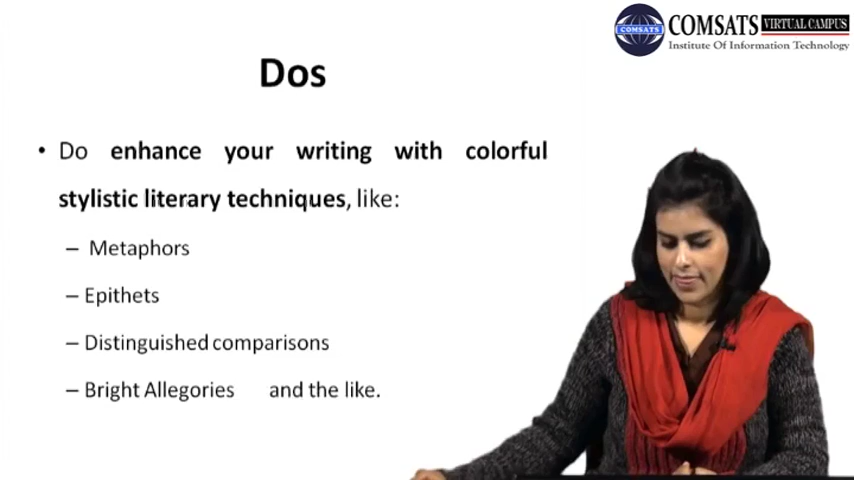 COMSATS VIRTUAL CAMPUS
COMSATS
Institute Of Information Technology
Dos
• Do enhance your writing with colorful
stylistic literary techniques, like:
– Metaphors
– Epithets
– Distinguished comparisons
– Bright Allegories and the like.